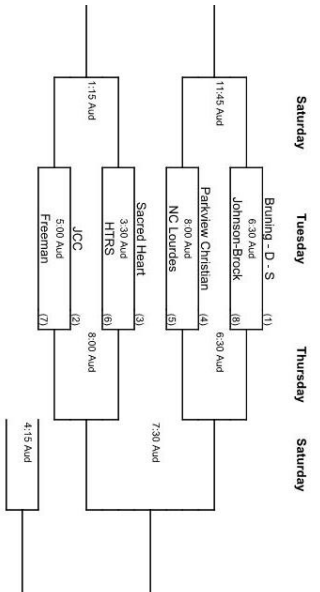 Saturday
Tuesday
Thursday
Saturday
Bruning - D - S
(1)
6:30 Aud
Johnson-Brock
(8)
11:45 Aud
6:30 Aud
Parkview Christian
(4)
8:00 Aud
NC Lourdes
(5)
7:30 Aud
Sacred Heart
(3)
3:30 Aud
HTRS
(6)
1:15 Aud
8:00 Aud
JCC
(2)
5:00 Aud
Freeman
(7)
4:15 Aud